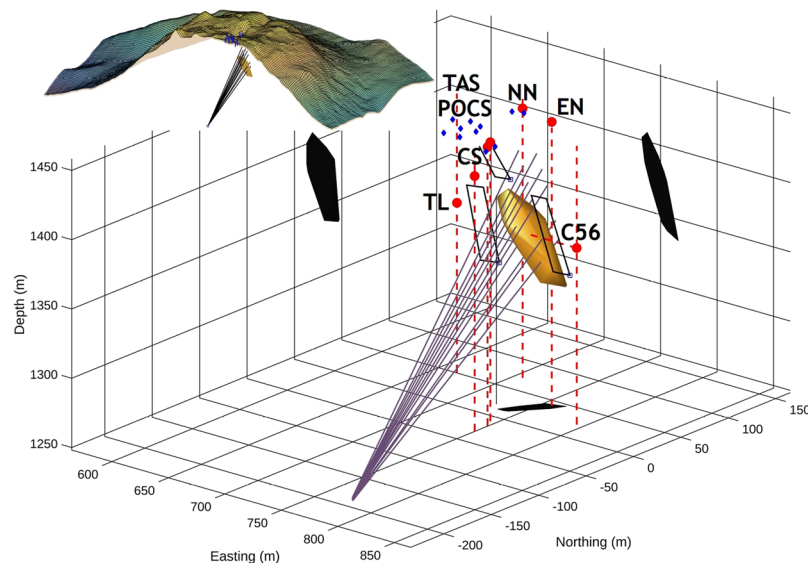 TAS
POCS
NN
EN
CS
TL
C56
1450
1400
1350
1300
1250
Depth (m)
600
650
700
750
800
850
Easting (m)
-200
-150
-100
-50
0
50
100
150
Northing (m)